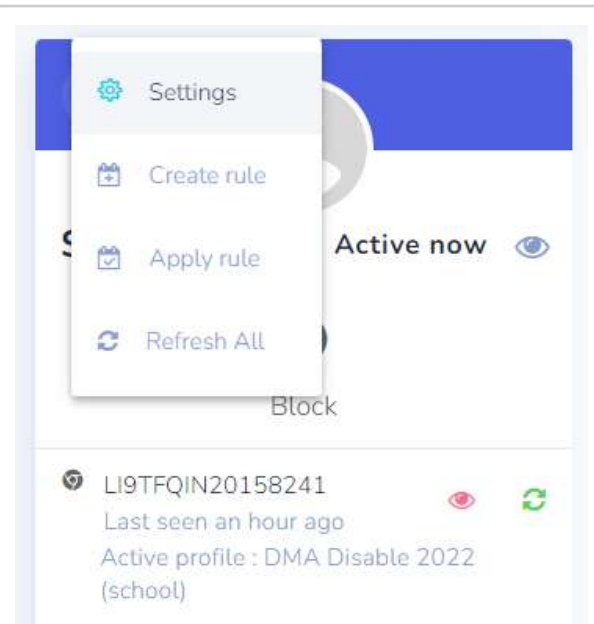 Settings
Create rule
Apply rule
Refresh All
Active now
Block
LI9TFQIN20158241
Last seen an hour ago
Active profile : DMA Disable 2022
(school)